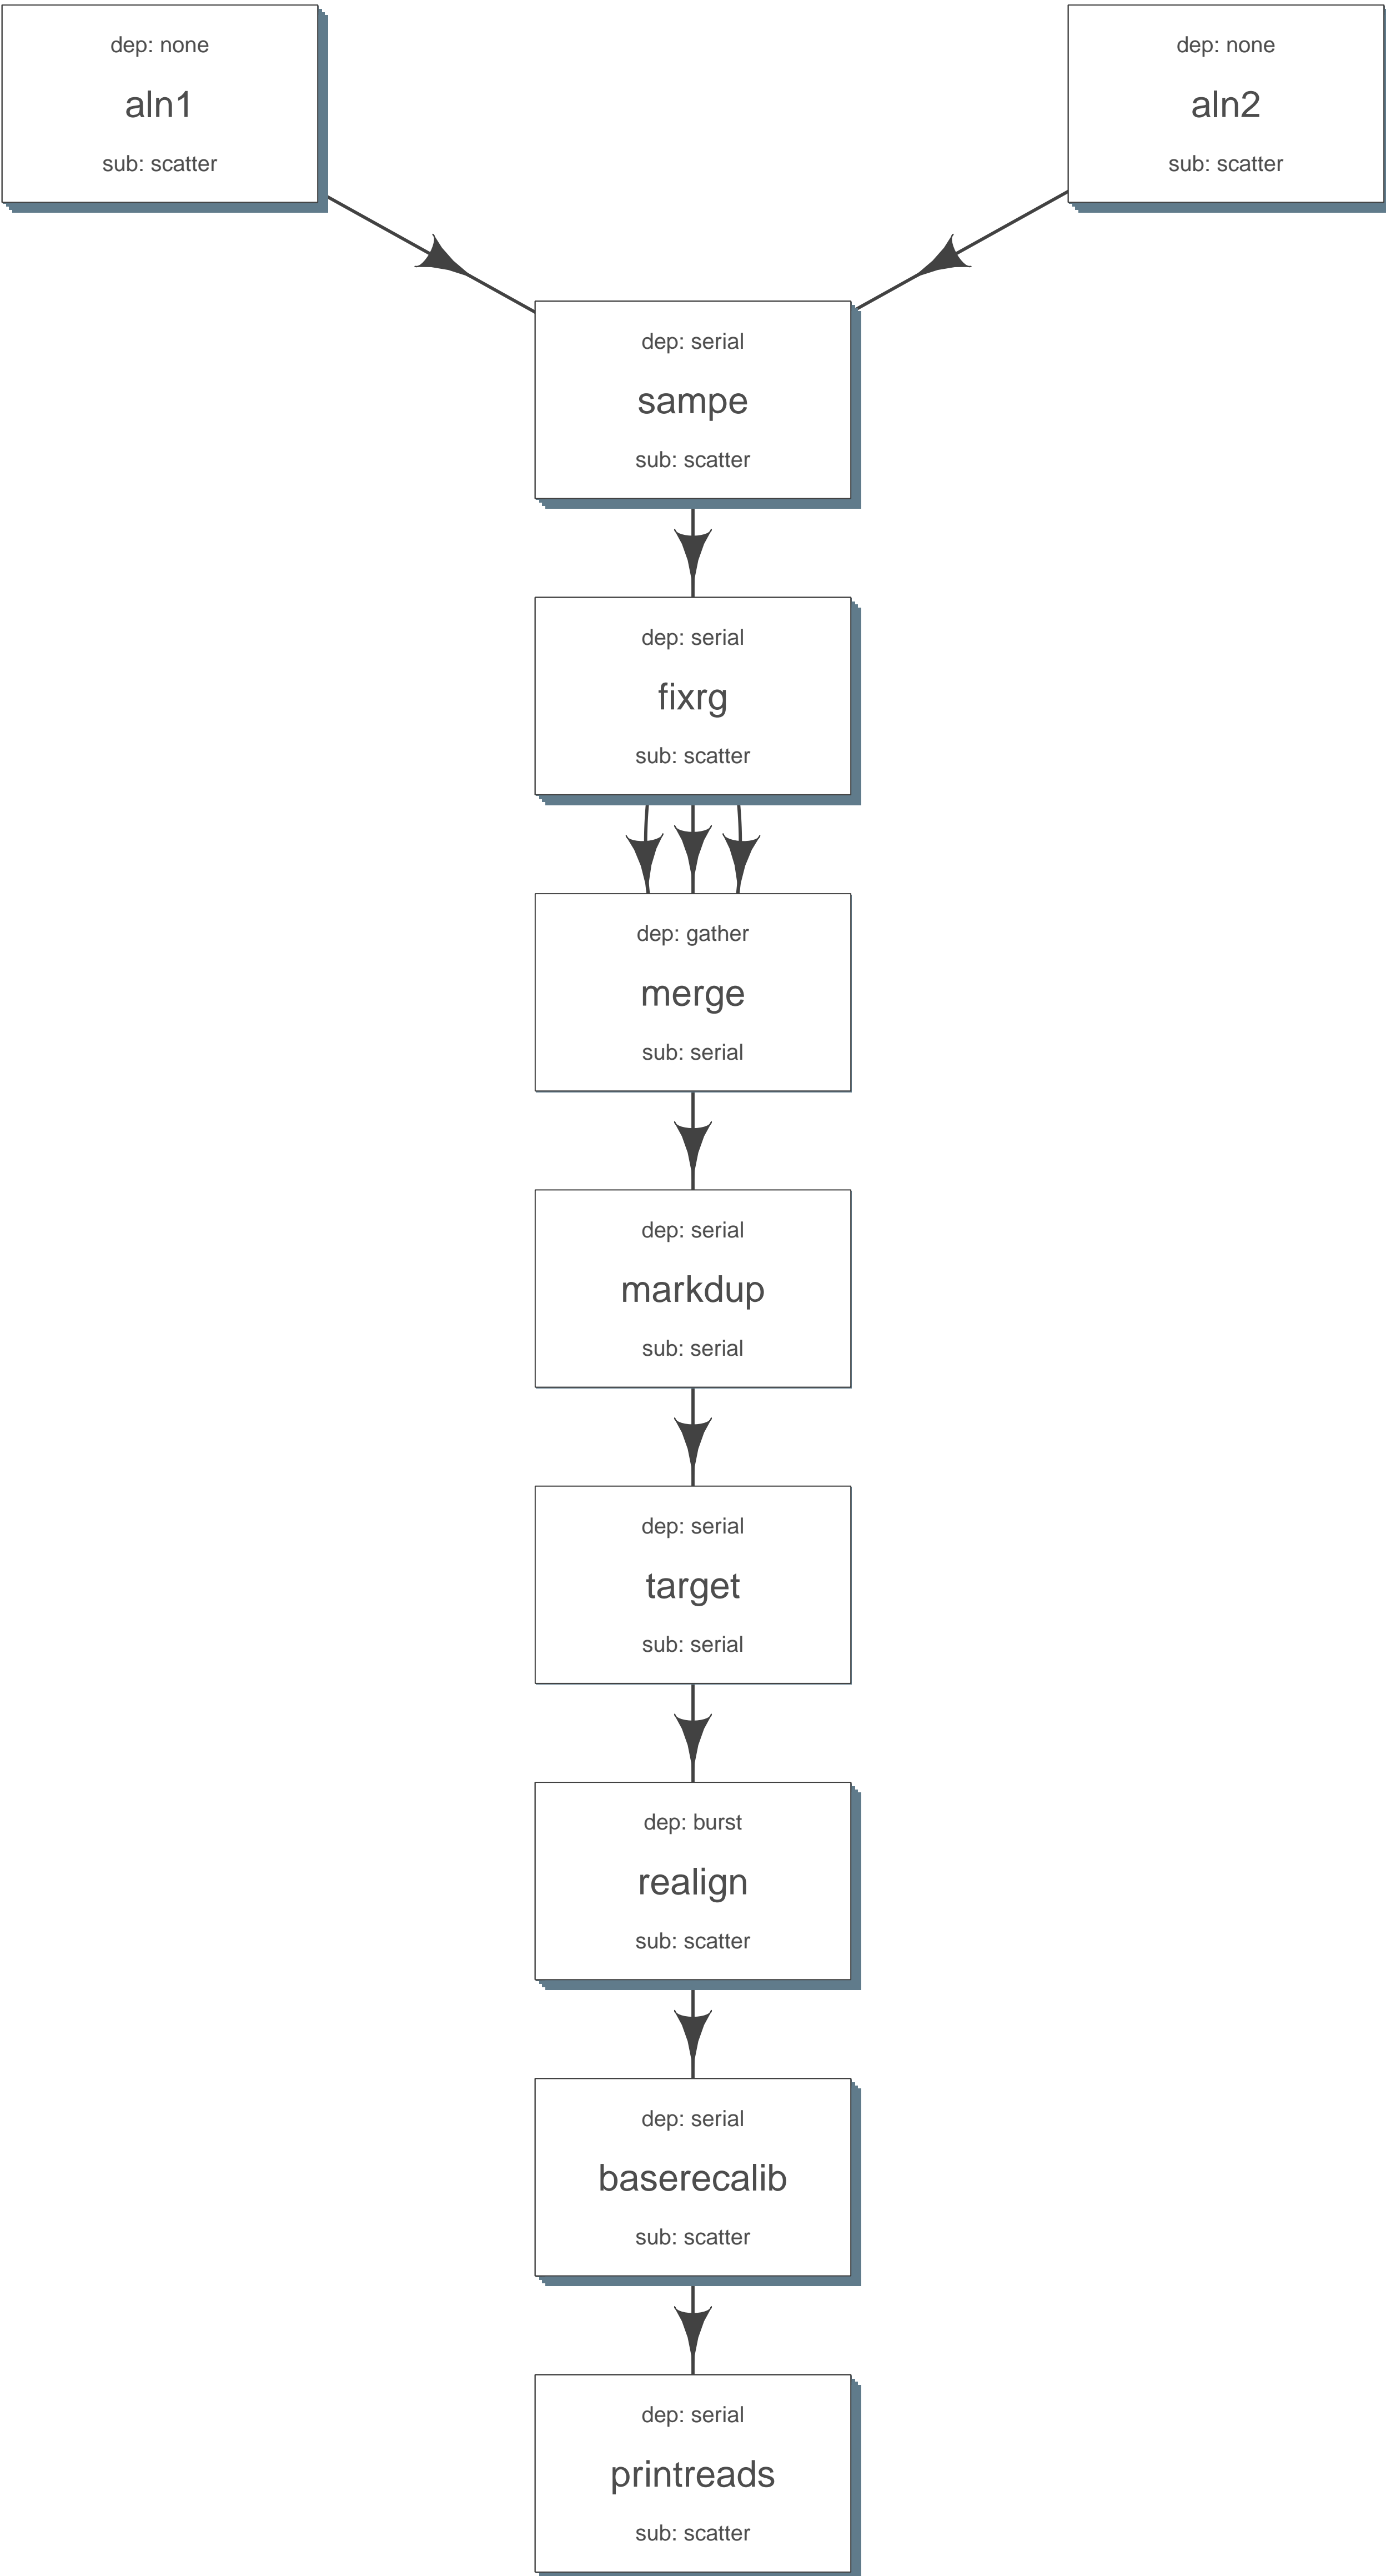 dep: none
aln1
sub: scatter
dep: none
aln2
sub: scatter
dep: serial
sampe
sub: scatter
dep: serial
fixrg
sub: scatter
dep: gather
merge
sub: serial
dep: serial
markdup
sub: serial
dep: serial
target
sub: serial
dep: burst
realign
sub: scatter
dep: serial
baserecalib
sub: scatter
dep: serial
printreads
sub: scatter